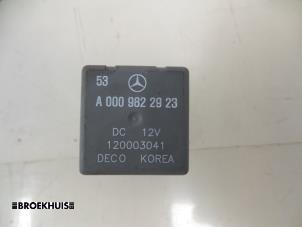 53
A 000 982 29 23
DC 12V
120003041
DECO KOREA
BROEKHUIS